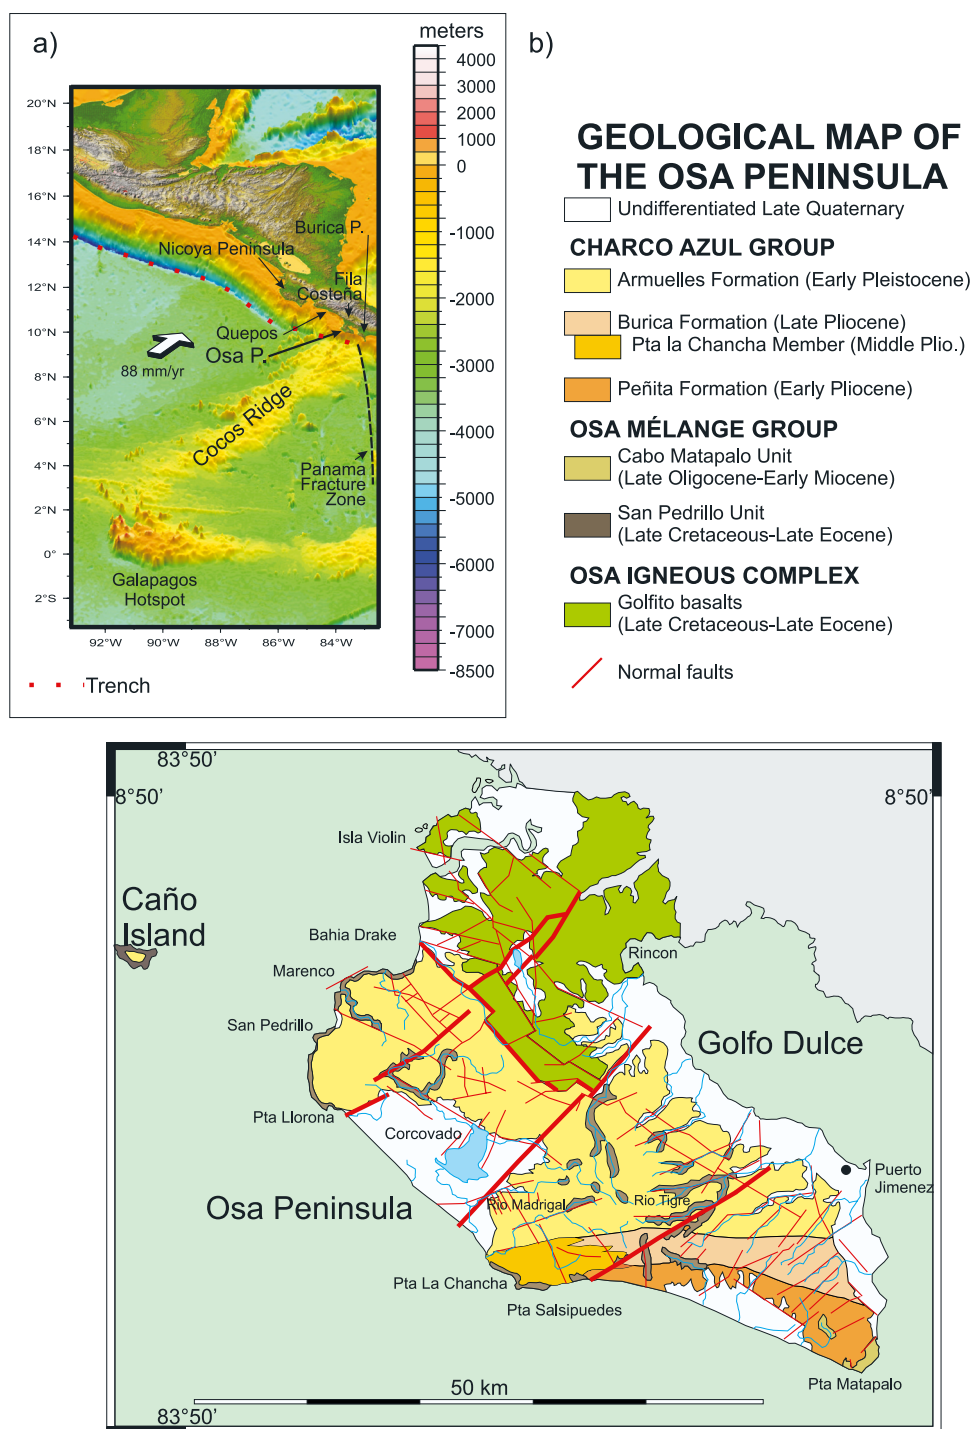 a)
meters
4000
3000
2000
1000
0
-1000
-2000
-3000
-4000
-5000
-6000
-7000
-8500
20°N
18°N
16°N
14°N
12°N
10°N
8°N
6°N
4°N
2°N
0°
2°S
92°W
90°W
88°W
86°W
84°W
Burica P.
Nicoya Peninsula
Fila
Costeña
Quepos
Osa P.
88 mm/yr
Cocos Ridge
Panama
Fracture
Zone
Galapagos
Hotspot
Trench
b)
GEOLOGICAL MAP OF
THE OSA PENINSULA
Undifferentiated Late Quaternary
CHARCO AZUL GROUP
Armuelles Formation (Early Pleistocene)
Burica Formation (Late Pliocene)
Pta la Chancha Member (Middle Plio.)
Peñita Formation (Early Pliocene)
OSA MÉLANGE GROUP
Cabo Matapalo Unit
(Late Oligocene-Early Miocene)
San Pedrillo Unit
(Late Cretaceous-Late Eocene)
OSA IGNEOUS COMPLEX
Golfito basalts
(Late Cretaceous-Late Eocene)
Normal faults
83°50’
8°50’
8°50’
Isla Violin
Caño
Island
Bahia Drake
Marenco
Rincon
San Pedrillo
Golfo Dulce
Pta Llorona
Corcovado
Puerto
Jimenez
Osa Peninsula
Rio Madrigal
Rio Tigre
Pta La Chancha
Pta Salsipuedes
Pta Matapalo
50 km
83°50’